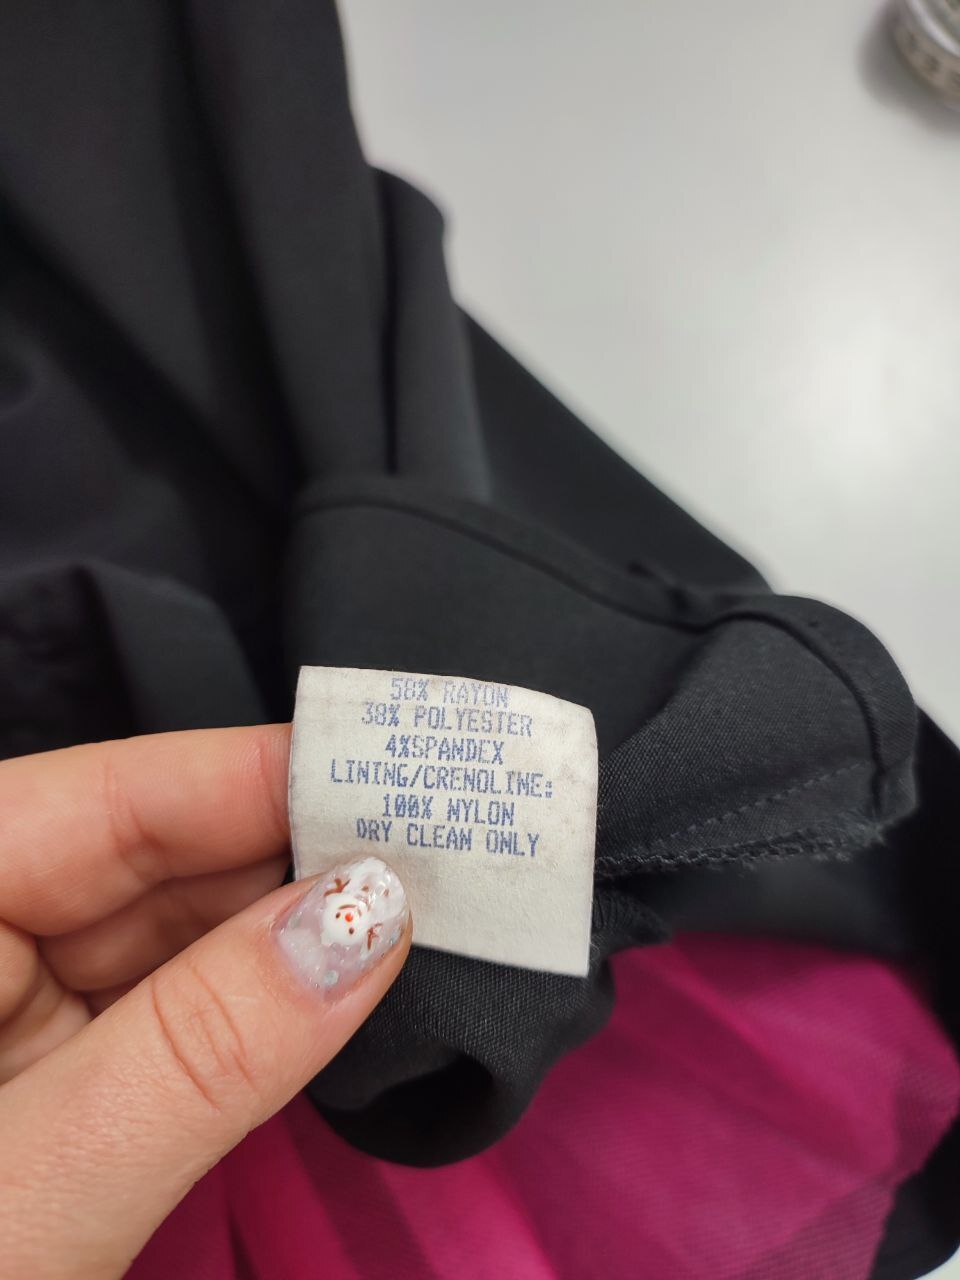 58% RAYON
38% POLYESTER
4%SPANDEX
LINING/CRENOLINE:
100% NYLON
DRY CLEAN ONLY